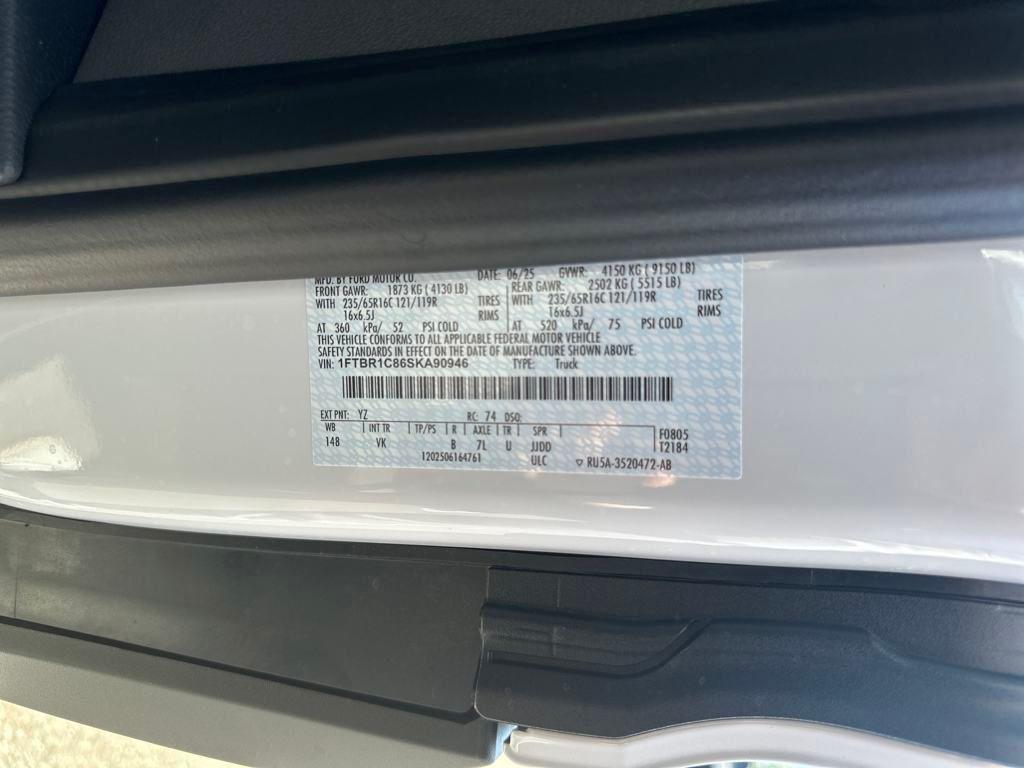 MFD. BY FORD MOTOR CO. DATE: 06/25 GVWR: 4150 KG ( 9150 LB)
FRONT GAWR: 1873 KG ( 4130 LB) REAR GAWR: 2502 KG ( 5515 LB)
WITH 235/65R16C 121/119R TIRES WITH 235/65R16C 121/119R TIRES
16x6.5J RIMS 16x6.5J RIMS
AT 360 kPa/ 52 PSI COLD AT 520 kPa/ 75 PSI COLD
THIS VEHICLE CONFORMS TO ALL APPLICABLE FEDERAL MOTOR VEHICLE
SAFETY STANDARDS IN EFFECT ON THE DATE OF MANUFACTURE SHOWN ABOVE.
VIN: 1FTBR1C86SKA90946 TYPE: Truck
EXT PNT: YZ RC: 74 DSO:
WB INT TR TP/PS R AXLE TR SPR F0805
148 VK B 7L U JJDD T2184
1202506164761 ULC ▽ RU5A-3520472-AB